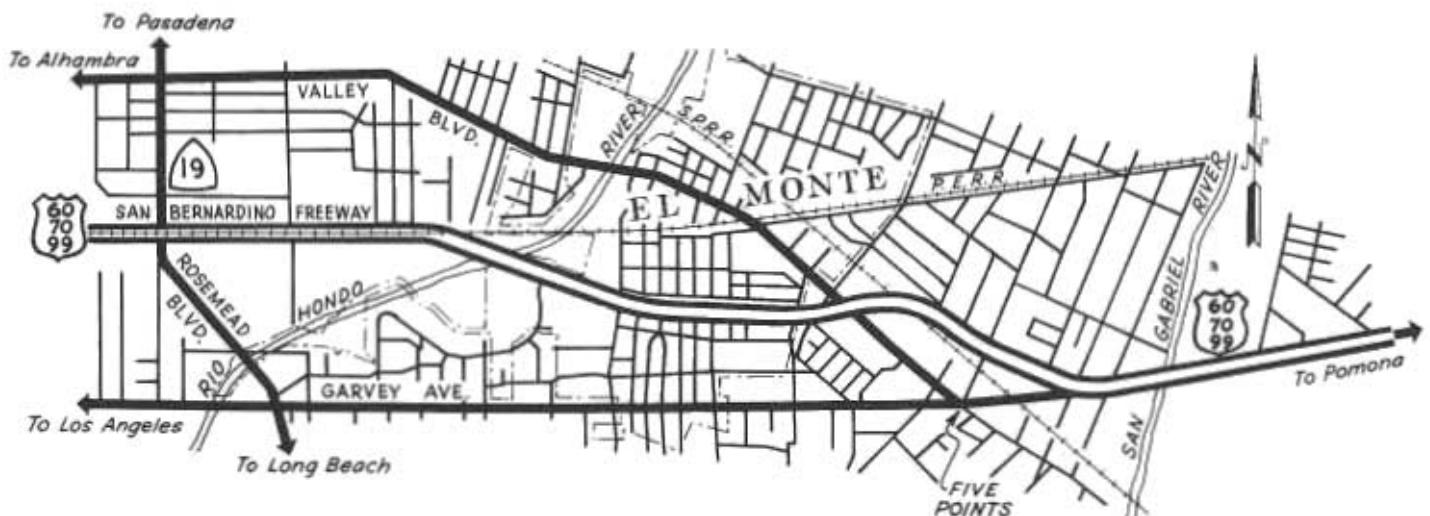 To Pasadena
To Alhambra
VALLEY
BLVD.
RIVER
S.P.R.R.
19
EL MONTE
P.E.R.R.
N
60
70
99
SAN BERNARDINO FREEWAY
ROSEMEAD
BLVD.
RIO HONDO
SAN GABRIEL RIVER
60
70
99
GARVEY AVE.
To Pomona
To Los Angeles
To Long Beach
FIVE
POINTS